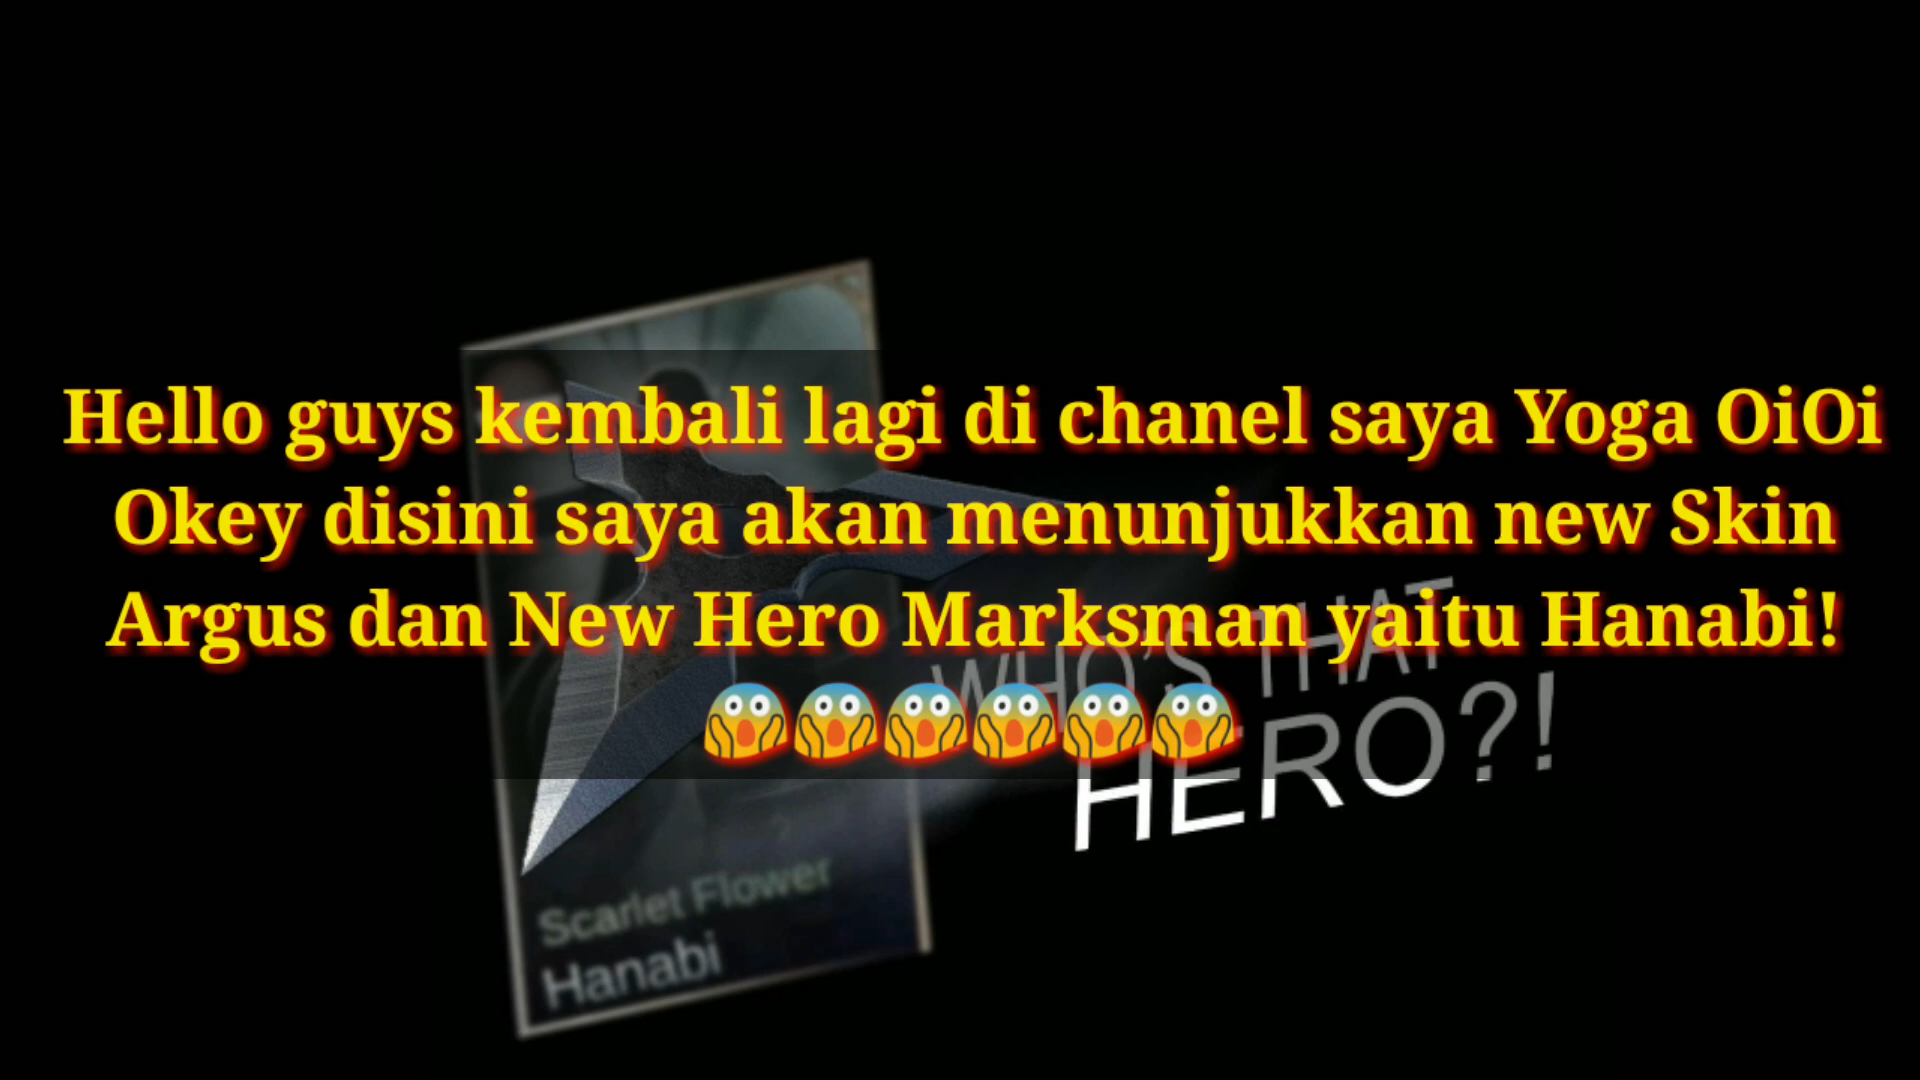 Hello guys kembali lagi di chanel saya Yoga OiOi
Okey disini saya akan menunjukkan new Skin
Argus dan New Hero Marksman yaitu Hanabi!
😱😱😱😱😱😱
WHO'S THAT
HERO?!
Scarlet Flower
Hanabi